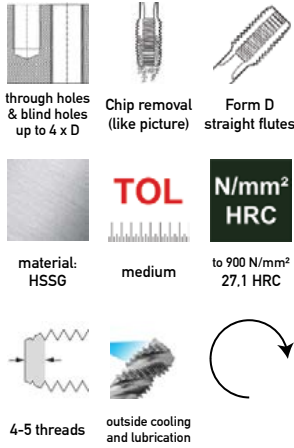 through holes
& blind holes
up to 4 x D
Chip removal
(like picture)
Form D
straight flutes
TOL
N/mm²
HRC
material:
HSSG
medium
to 900 N/mm²
27,1 HRC
4-5 threads
outside cooling
and lubrication